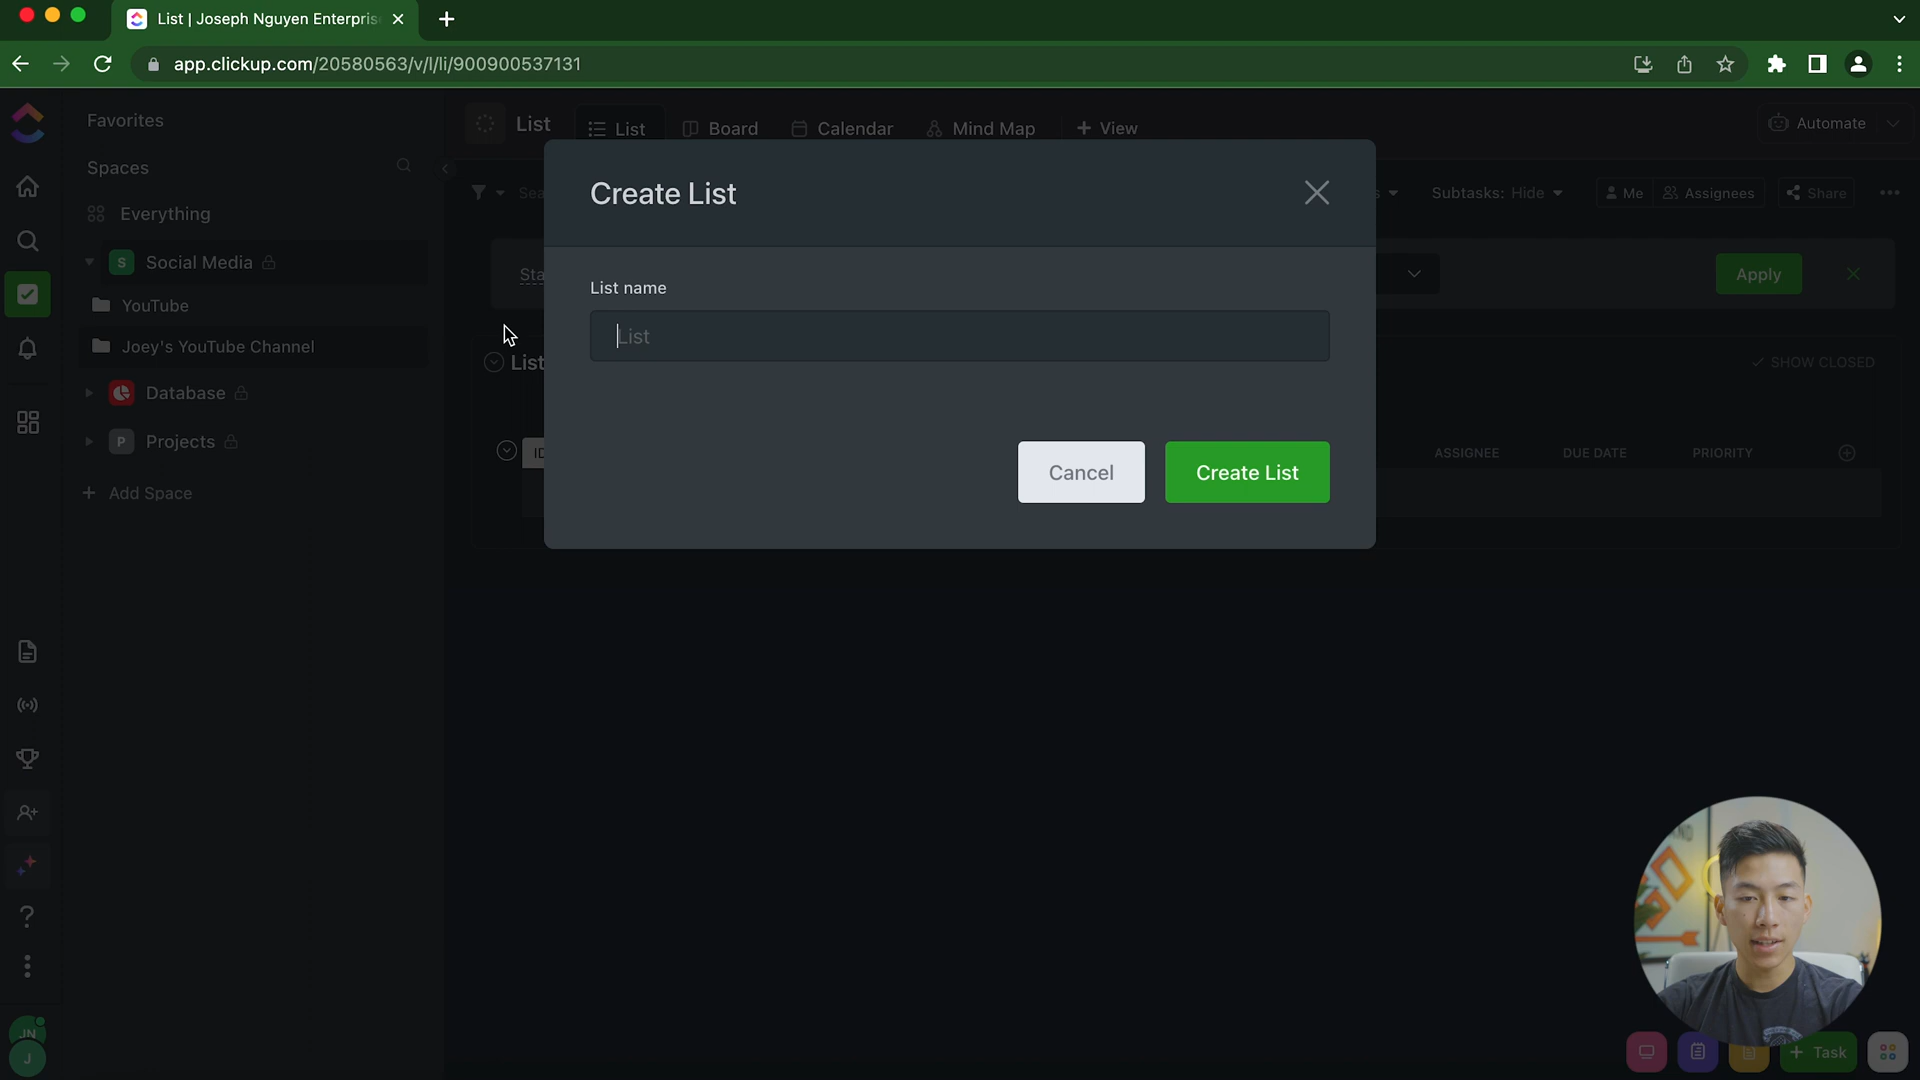 List | Joseph Nguyen Enterpris
app.clickup.com/20580563/v/l/li/900900537131
Favorites
Spaces
Everything
S Social Media
YouTube
Joey's YouTube Channel
Database
P Projects
+ Add Space
List
List
Board
Calendar
Mind Map
+ View
Automate
Subtasks: Hide
Me
Assignees
Share
Apply
List
SHOW CLOSED
ASSIGNEE
DUE DATE
PRIORITY
Create List
List name
List
Cancel
Create List
JN
J
+ Task